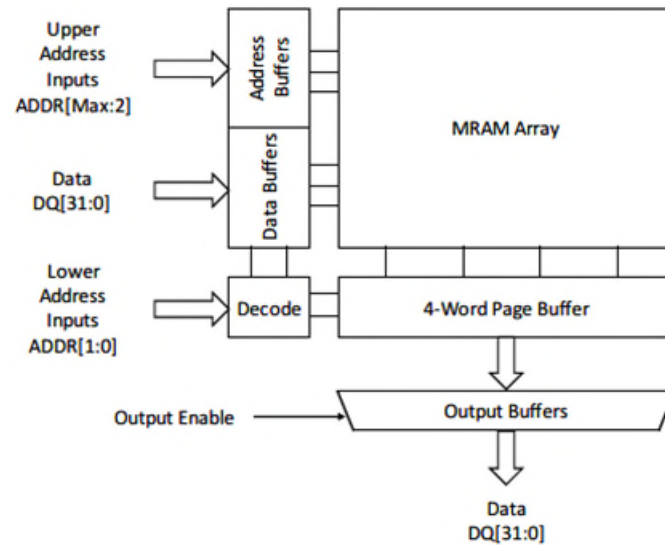 Upper
Address
Inputs
ADDR[Max:2]
Address
Buffers
MRAM Array
Data
DQ[31:0]
Data Buffers
Lower
Address
Inputs
ADDR[1:0]
Decode
4-Word Page Buffer
Output Enable
Output Buffers
Data
DQ[31:0]